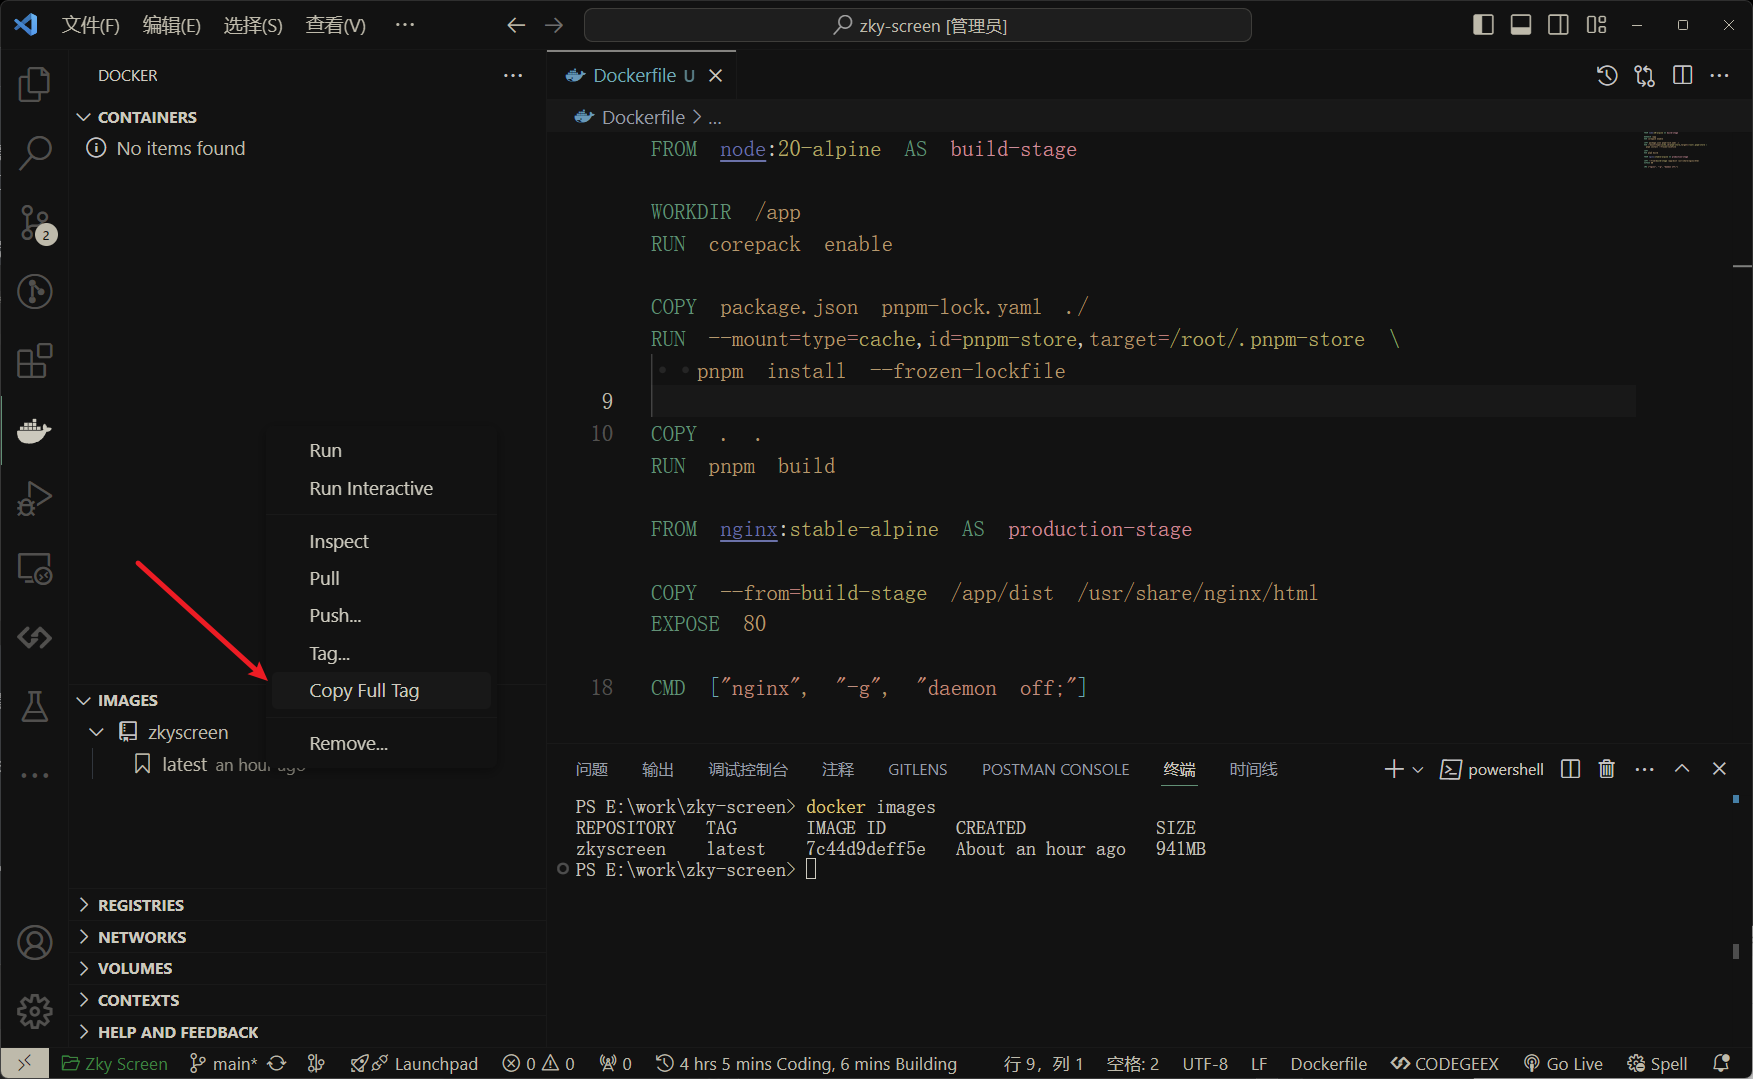 文件(F) 编辑(E) 选择(S) 查看(V) ···
zky-screen [管理员]
DOCKER
CONTAINERS
No items found
2
Run
Run Interactive
Inspect
Pull
Push...
Tag...
Copy Full Tag
Remove...
IMAGES
zkyscreen
latest an hour ago
REGISTRIES
NETWORKS
VOLUMES
CONTEXTS
HELP AND FEEDBACK
Dockerfile U
Dockerfile > ...
FROM node:20-alpine AS build-stage
WORKDIR /app
RUN corepack enable
COPY package.json pnpm-lock.yaml ./
RUN --mount=type=cache,id=pnpm-store,target=/root/.pnpm-store \
pnpm install --frozen-lockfile
9
10 COPY . .
RUN pnpm build
FROM nginx:stable-alpine AS production-stage
COPY --from=build-stage /app/dist /usr/share/nginx/html
EXPOSE 80
18 CMD ["nginx", "-g", "daemon off;"]
问题 输出 调试控制台 注释 GITLENS POSTMAN CONSOLE 终端 时间线
powershell
PS E:\work\zky-screen> docker images
REPOSITORY TAG IMAGE ID CREATED SIZE
zkyscreen latest 7c44d9deff5e About an hour ago 941MB
PS E:\work\zky-screen>
Zky Screen main* Launchpad 0 0 0 4 hrs 5 mins Coding, 6 mins Building 行 9，列 1 空格: 2 UTF-8 LF Dockerfile CODEGEEX Go Live Spell